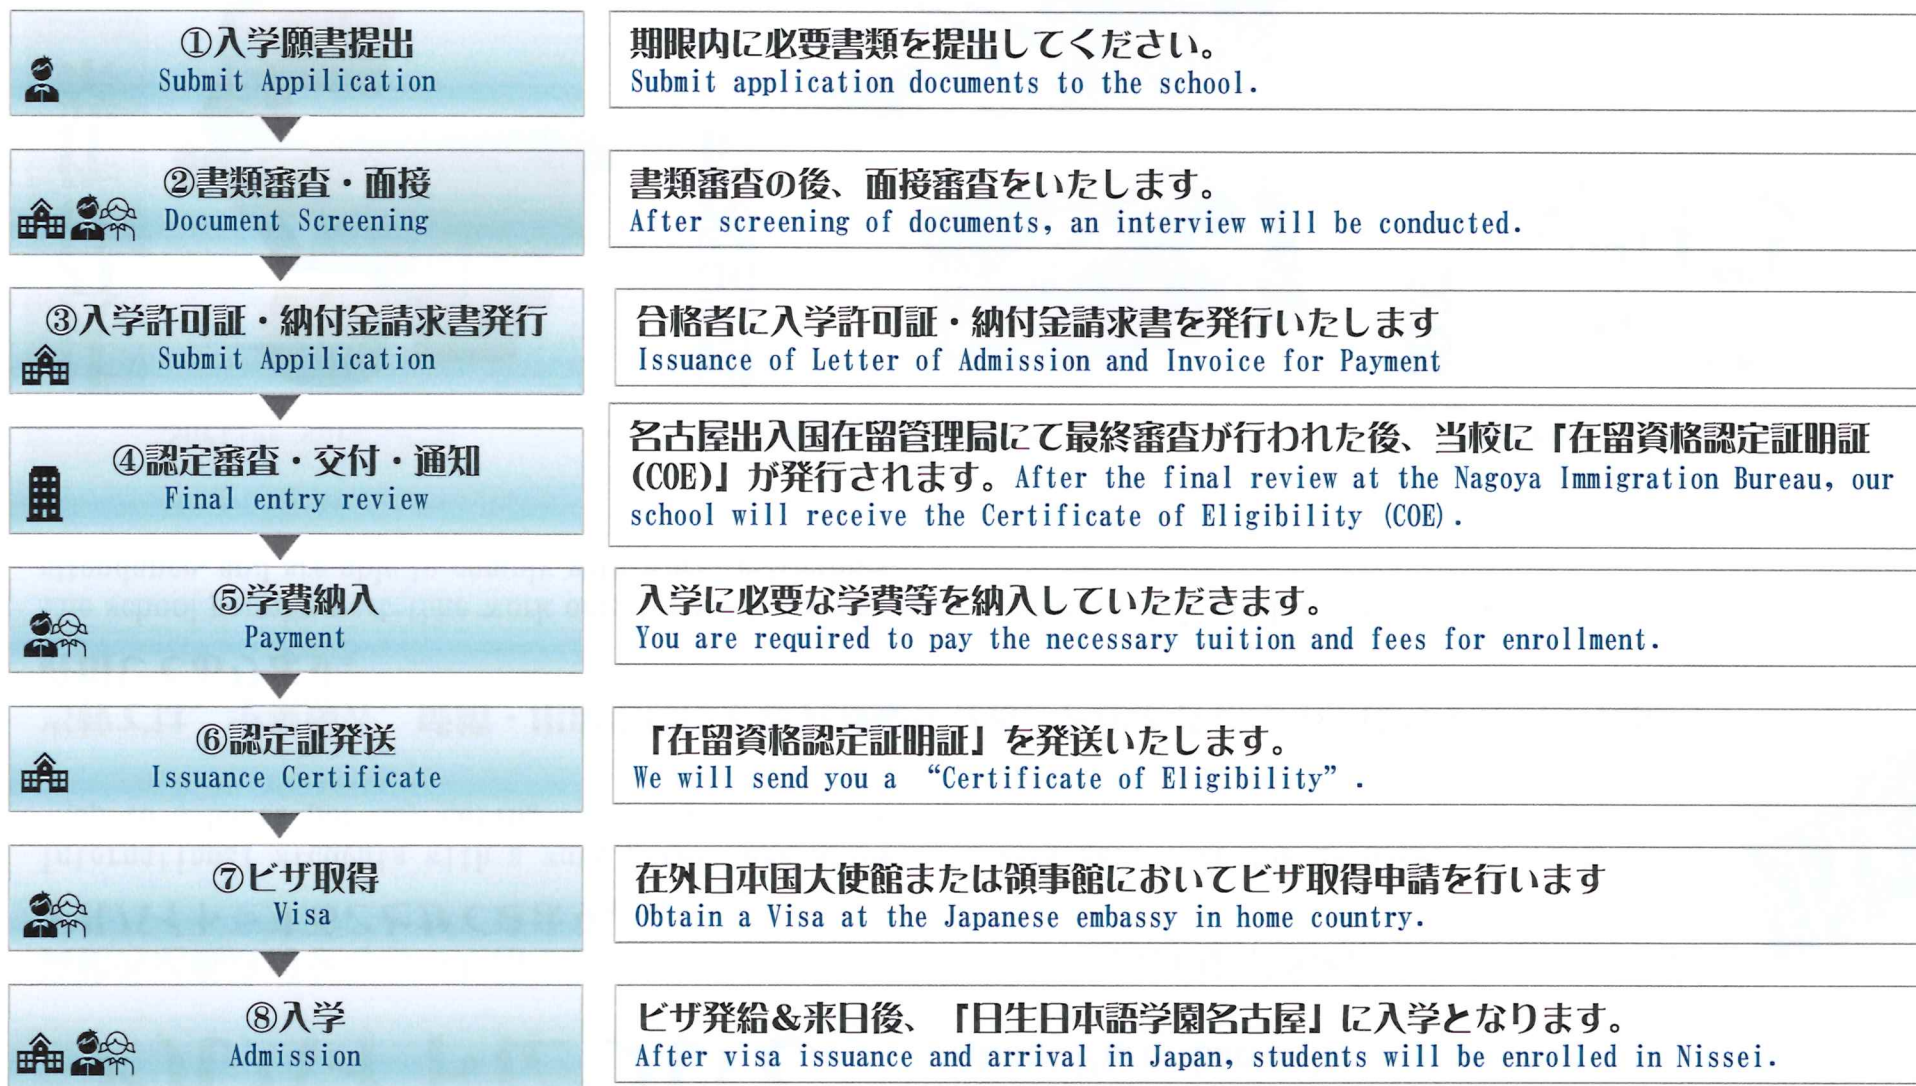 ①入学願書提出
Submit Appilication
期限内に必要書類を提出してください。
Submit application documents to the school.
②書類審査・面接
Document Screening
書類審査の後、面接審査をいたします。
After screening of documents, an interview will be conducted.
③入学許可証・納付金請求書発行
Submit Appilication
合格者に入学許可証・納付金請求書を発行いたします
Issuance of Letter of Admission and Invoice for Payment
④認定審査・交付・通知
Final entry review
名古屋出入国在留管理局にて最終審査が行われた後、当校に「在留資格認定証明証
(COE)」が発行されます。After the final review at the Nagoya Immigration Bureau, our
school will receive the Certificate of Eligibility (COE).
⑤学費納入
Payment
入学に必要な学費等を納入していただきます。
You are required to pay the necessary tuition and fees for enrollment.
⑥認定証発送
Issuance Certificate
「在留資格認定証明証」を発送いたします。
We will send you a “Certificate of Eligibility”.
⑦ビザ取得
Visa
在外日本国大使館または領事館においてビザ取得申請を行います
Obtain a Visa at the Japanese embassy in home country.
⑧入学
Admission
ビザ発給&来日後、「日生日本語学園名古屋」に入学となります。
After visa issuance and arrival in Japan, students will be enrolled in Nissei.